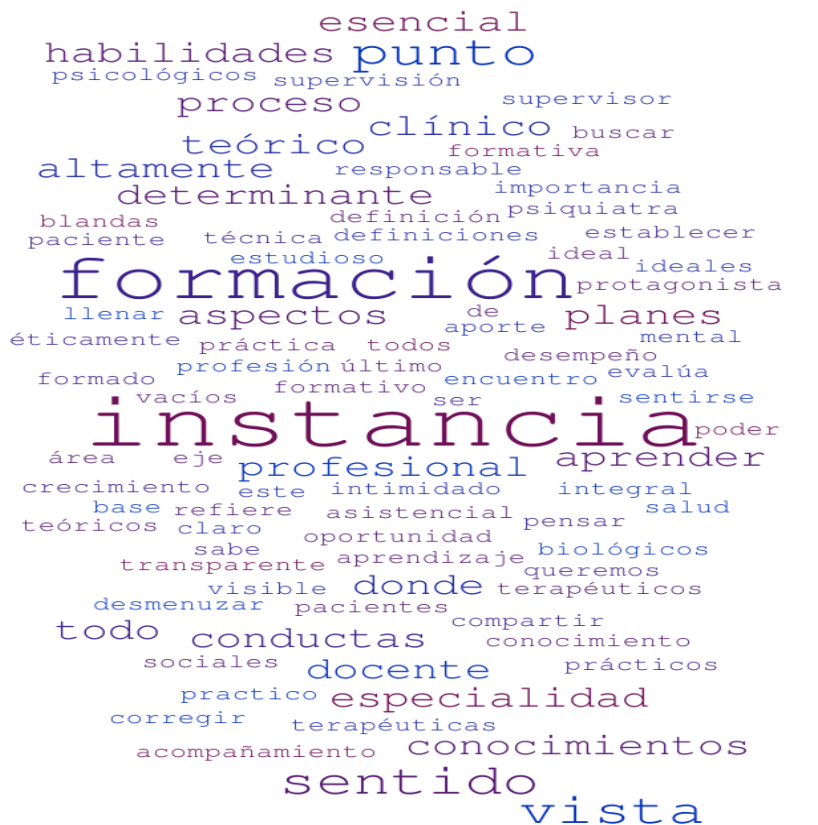 esencial
habilidades punto
psicológicos supervisión
proceso supervisor
clínico buscar
teórico formativa
altamente responsable
determinante importancia
blandas definición psiquiatra
paciente técnica definiciones establecer
estudioso ideal
formación ideales
protagonista
llenar aspectos de planes
aporte
éticamente práctica todos mental
desempeño
profesión último
formado formativo encuentro evalúa
vacíos ser sentirse
instancia poder
área eje profesional aprender
crecimiento este intimidado integral
base refiere asistencial salud
teóricos claro pensar
oportunidad
sabe aprendizaje biológicos
transparente queremos
visible donde terapéuticos
desmenuzar pacientes
compartir
todo conductas conocimiento
sociales docente prácticos
practico especialidad
corregir terapéuticas
acompañamiento conocimientos
sentido
vista